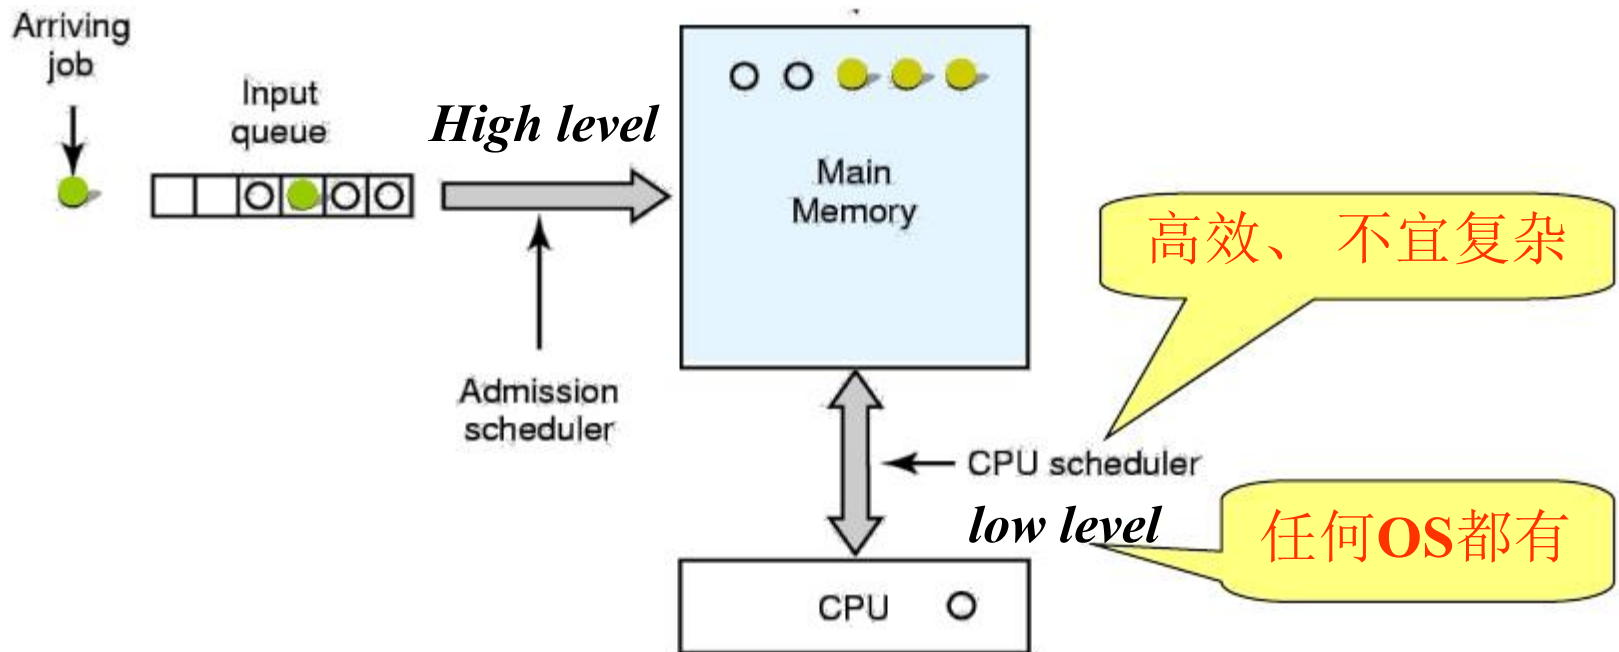 Arriving
job
Input
queue
High level
Main
Memory
高效、 不宜复杂
Admission
scheduler
CPU scheduler
low level
任何OS都有
CPU